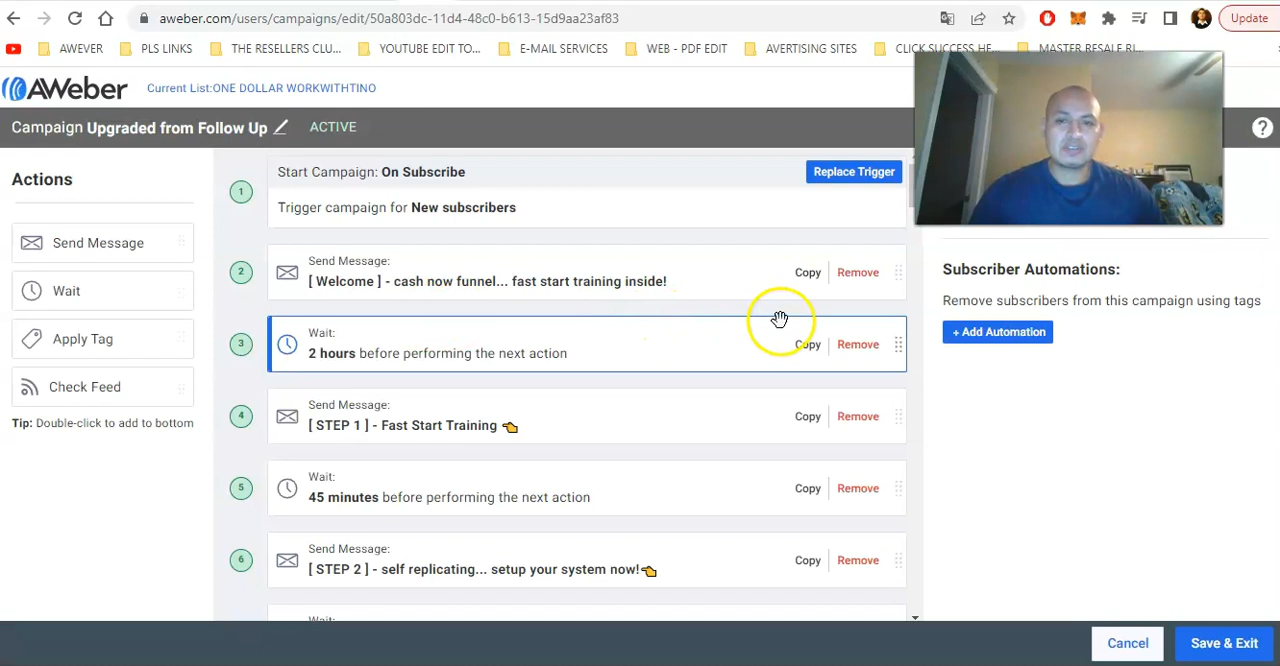 aweber.com/users/campaigns/edit/50a803dc-11d4-48c0-b613-15d9aa23af83
Update
AWEVER
PLS LINKS
THE RESELLERS CLU...
YOUTUBE EDIT TO...
E-MAIL SERVICES
WEB - PDF EDIT
AVERTISING SITES
CLICK SUCCESS HE...
MASTER RESALE RI...
AWeber
Current List:ONE DOLLAR WORKWITHTINO
Campaign Upgraded from Follow Up
ACTIVE
?
Actions
Send Message
Wait
Apply Tag
Check Feed
Tip: Double-click to add to bottom
1
Start Campaign: On Subscribe
Replace Trigger
Trigger campaign for New subscribers
2
Send Message:
[ Welcome ] - cash now funnel... fast start training inside!
Copy
Remove
3
Wait:
2 hours before performing the next action
Copy
Remove
4
Send Message:
[ STEP 1 ] - Fast Start Training 👈
Copy
Remove
5
Wait:
45 minutes before performing the next action
Copy
Remove
6
Send Message:
[ STEP 2 ] - self replicating... setup your system now!👈
Copy
Remove
Wait:
Subscriber Automations:
Remove subscribers from this campaign using tags
+ Add Automation
Cancel
Save & Exit